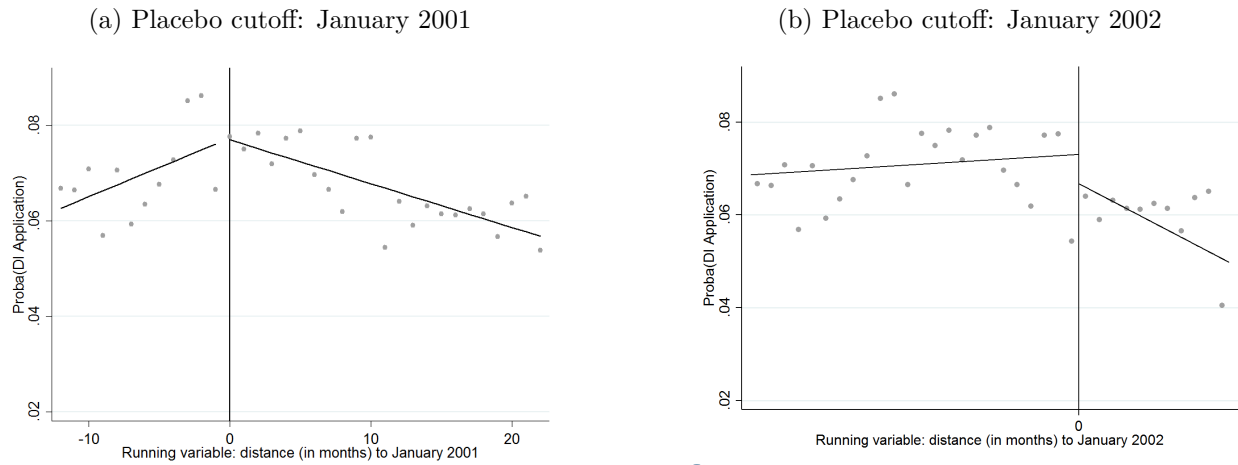 (a) Placebo cutoff: January 2001
Proba(DI Application)
.08
.06
.04
.02
-10 0 10 20
Running variable: distance (in months) to January 2001
(b) Placebo cutoff: January 2002
Proba(DI Application)
.08
.06
.04
.02
0
Running variable: distance (in months) to January 2002